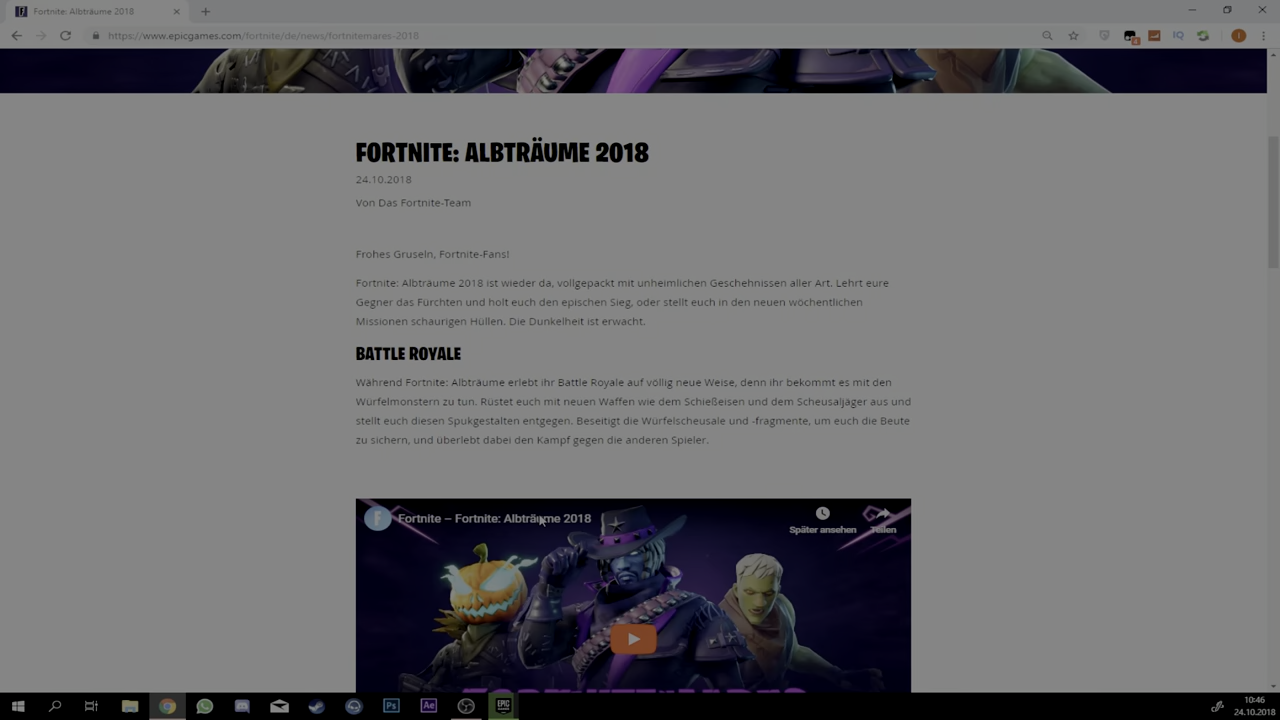 Fortnite: Albträume 2018
https://www.epicgames.com/fortnite/de/news/fortnitemares-2018
FORTNITE: ALBTRÄUME 2018
24.10.2018
Von Das Fortnite-Team
Frohes Gruseln, Fortnite-Fans!
Fortnite: Albträume 2018 ist wieder da, vollgepackt mit unheimlichen Geschehnissen aller Art. Lehrt eure
Gegner das Fürchten und holt euch den epischen Sieg, oder stellt euch in den neuen wöchentlichen
Missionen schaurigen Hüllen. Die Dunkelheit ist erwacht.
BATTLE ROYALE
Während Fortnite: Albträume erlebt ihr Battle Royale auf völlig neue Weise, denn ihr bekommt es mit den
Würfelmonstern zu tun. Rüstet euch mit neuen Waffen wie dem Schießeisen und dem Scheusaljäger aus und
stellt euch diesen Spukgestalten entgegen. Beseitigt die Würfelscheusale und -fragmente, um euch die Beute
zu sichern, und überlebt dabei den Kampf gegen die anderen Spieler.
Fortnite – Fortnite: Albträume 2018
Später ansehen
Teilen
Ps
Ae
EPIC
GAMES
10:46
24.10.2018